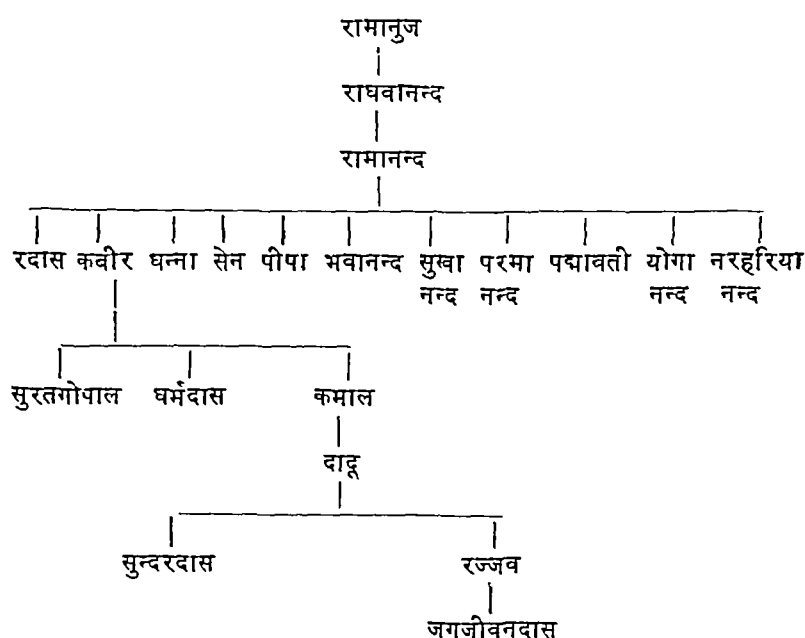 रामानुज
राघवानन्द
रामानन्द
रदास कबीर धन्ना सेन पीपा भवानन्द सुखा परमा पद्मावती योगा नरहरिया
नन्द नन्द नन्द नन्द
सुरतगोपाल धर्मदास कमाल
दादू
सुन्दरदास रज्जव
जगजीवनदास